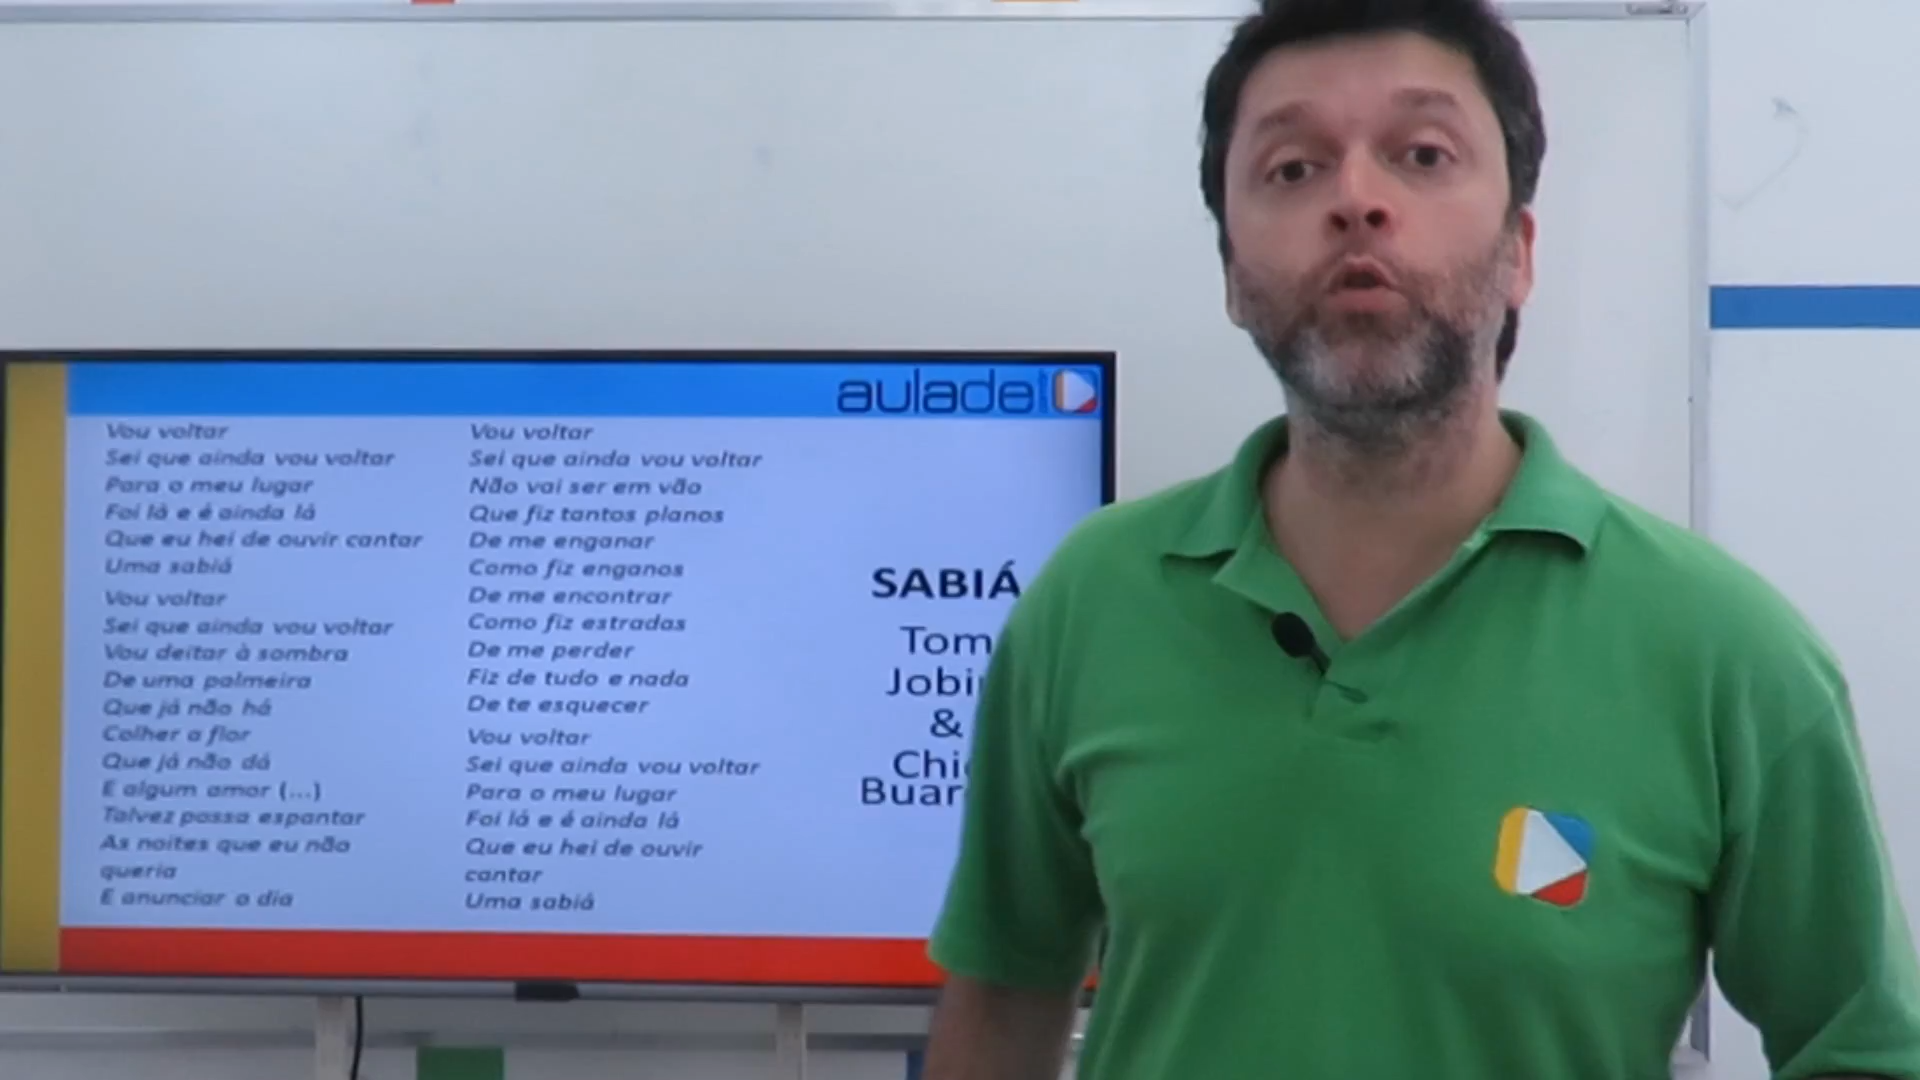 aulade
Vou voltar
Sei que ainda vou voltar
Para o meu lugar
Foi lá e é ainda lá
Que eu hei de ouvir cantar
Uma sabiá
Vou voltar
Sei que ainda vou voltar
Vou deitar à sombra
De uma palmeira
Que já não há
Colher a flor
Que já não dá
E algum amor (...)
Talvez possa espantar
As noites que eu não
queria
E anunciar o dia
Vou voltar
Sei que ainda vou voltar
Não vai ser em vão
Que fiz tantos planos
De me enganar
Como fiz enganos
De me encontrar
Como fiz estradas
De me perder
Fiz de tudo e nada
De te esquecer
Vou voltar
Sei que ainda vou voltar
Para o meu lugar
Foi lá e é ainda lá
Que eu hei de ouvir
cantar
Uma sabiá
SABIÁ
Tom
Jobi
&
Chi
Buar